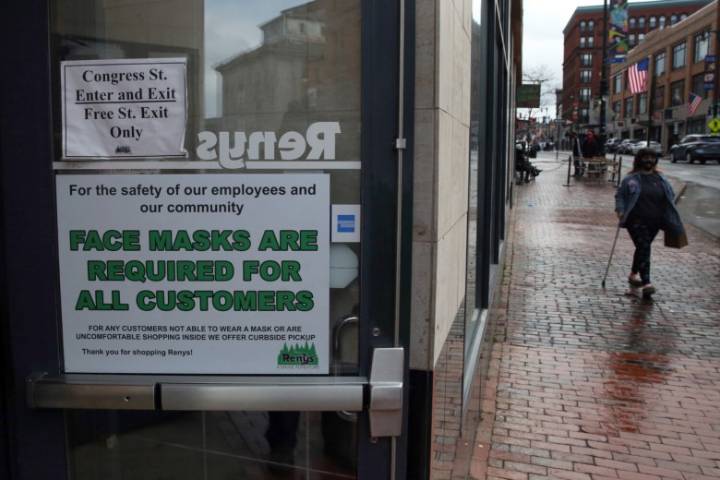 Congress St.
Enter and Exit
Free St. Exit
Only
Renys
For the safety of our employees and
our community
FACE MASKS ARE
REQUIRED FOR
ALL CUSTOMERS
FOR ANY CUSTOMERS NOT ABLE TO WEAR A MASK OR ARE
UNCOMFORTABLE SHOPPING INSIDE WE OFFER CURBSIDE PICKUP
Thank you for shopping Renys!
Renys